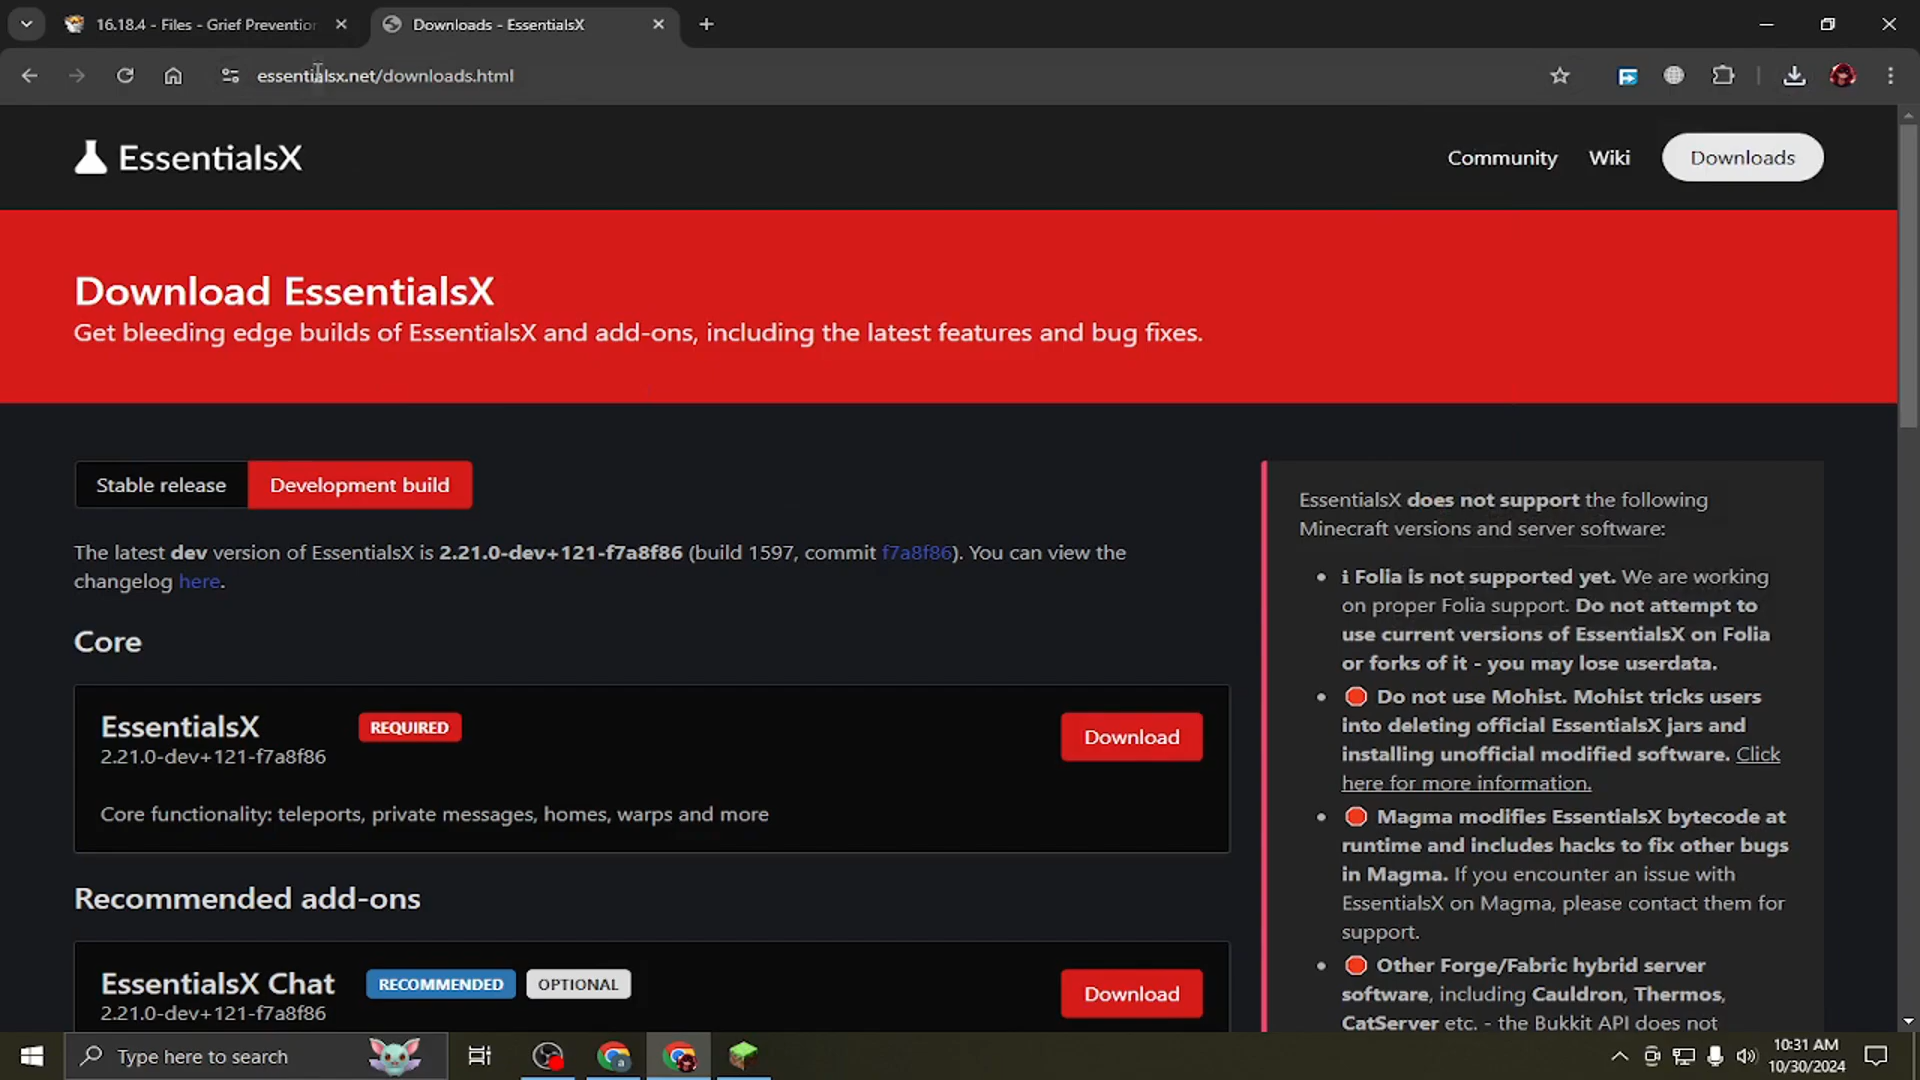 16.18.4 - Files - Grief Prevention
Downloads - EssentialsX
essentialsx.net/downloads.html
EssentialsX
Community
Wiki
Downloads
Download EssentialsX
Get bleeding edge builds of EssentialsX and add-ons, including the latest features and bug fixes.
Stable release
Development build
The latest dev version of EssentialsX is 2.21.0-dev+121-f7a8f86 (build 1597, commit f7a8f86). You can view the
changelog here.
Core
EssentialsX
REQUIRED
2.21.0-dev+121-f7a8f86
Download
Core functionality: teleports, private messages, homes, warps and more
Recommended add-ons
EssentialsX Chat
RECOMMENDED
OPTIONAL
2.21.0-dev+121-f7a8f86
Download
EssentialsX does not support the following
Minecraft versions and server software:
• ℹ Folia is not supported yet. We are working
on proper Folia support. Do not attempt to
use current versions of EssentialsX on Folia
or forks of it - you may lose userdata.
• 🛑 Do not use Mohist. Mohist tricks users
into deleting official EssentialsX jars and
installing unofficial modified software. Click
here for more information.
• 🛑 Magma modifies EssentialsX bytecode at
runtime and includes hacks to fix other bugs
in Magma. If you encounter an issue with
EssentialsX on Magma, please contact them for
support.
• 🛑 Other Forge/Fabric hybrid server
software, including Cauldron, Thermos,
CatServer etc. - the Bukkit API does not
Type here to search
10:31 AM
10/30/2024